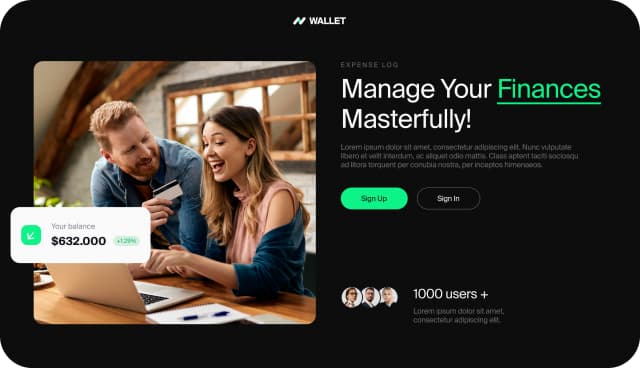 WALLET
EXPENSE LOG
Manage Your Finances
Masterfully!
Lorem ipsum dolor sit amet, consectetur adipiscing elit. Nunc vulputate
libero et velit interdum, ac aliquet odio mattis. Class aptent taciti sociosqu
ad litora torquent per conubia nostra, per inceptos himenaeos.
Sign Up
Sign In
Your balance
$632.000
+1.29%
1000 users +
Lorem ipsum dolor sit amet,
consectetur adipiscing elit.